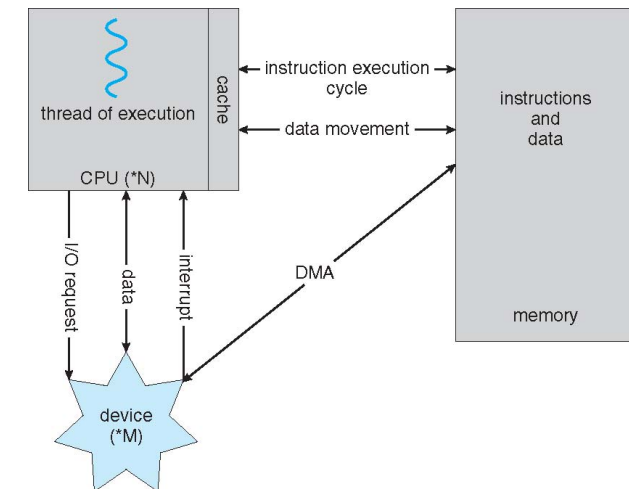 thread of execution
cache
CPU (*N)
instruction execution
cycle
data movement
instructions
and
data
memory
I/O request
data
interrupt
DMA
device
(*M)